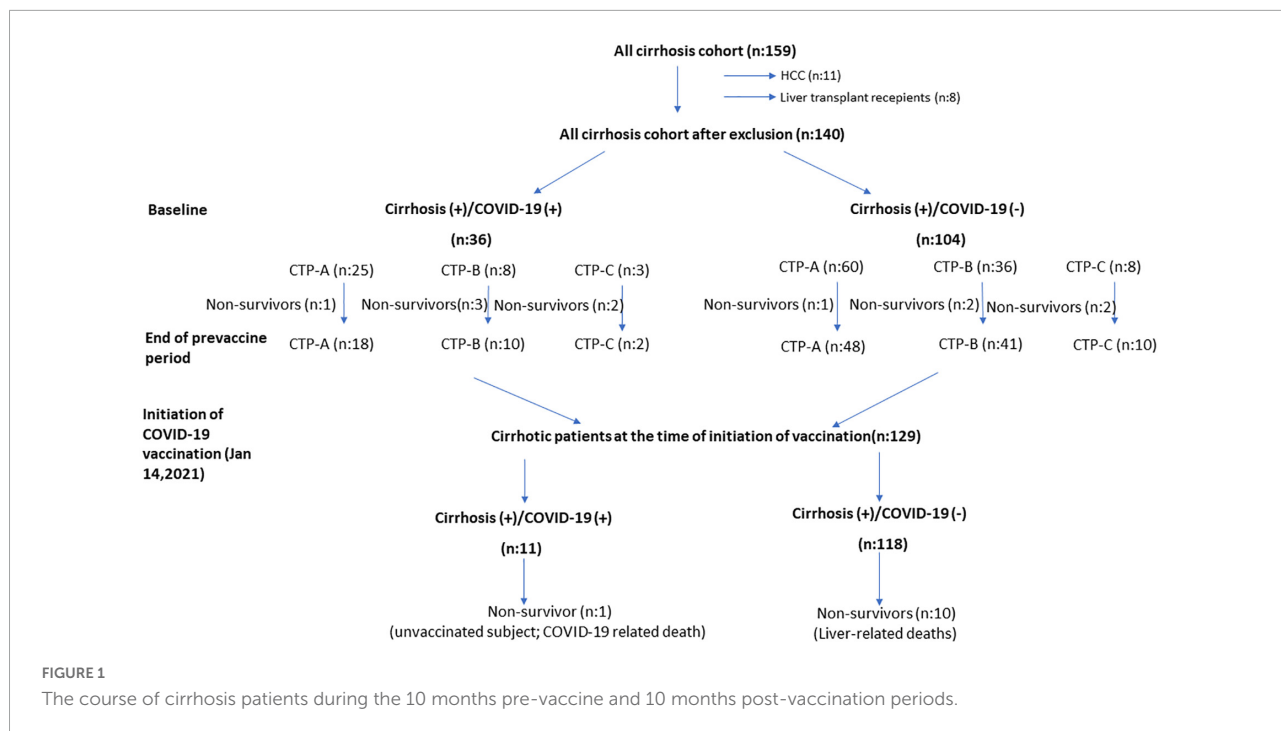 All cirrhosis cohort (n:159)
HCC (n:11)
Liver transplant recepients (n:8)
All cirrhosis cohort after exclusion (n:140)
Baseline
Cirrhosis (+)/COVID-19 (+)
(n:36)
Cirrhosis (+)/COVID-19 (-)
(n:104)
CTP-A (n:25) CTP-B (n:8) CTP-C (n:3)
CTP-A (n:60) CTP-B (n:36) CTP-C (n:8)
Non-survivors (n:1) Non-survivors(n:3) Non-survivors (n:2)
Non-survivors (n:1) Non-survivors (n:2) Non-survivors (n:2)
End of prevaccine
period
CTP-A (n:18) CTP-B (n:10) CTP-C (n:2)
CTP-A (n:48) CTP-B (n:41) CTP-C (n:10)
Initiation of
COVID-19
vaccination (Jan
14,2021)
Cirrhotic patients at the time of initiation of vaccination(n:129)
Cirrhosis (+)/COVID-19 (+)
(n:11)
Cirrhosis (+)/COVID-19 (-)
(n:118)
Non-survivor (n:1)
(unvaccinated subject; COVID-19 related death)
Non-survivors (n:10)
(Liver-related deaths)
FIGURE 1
The course of cirrhosis patients during the 10 months pre-vaccine and 10 months post-vaccination periods.